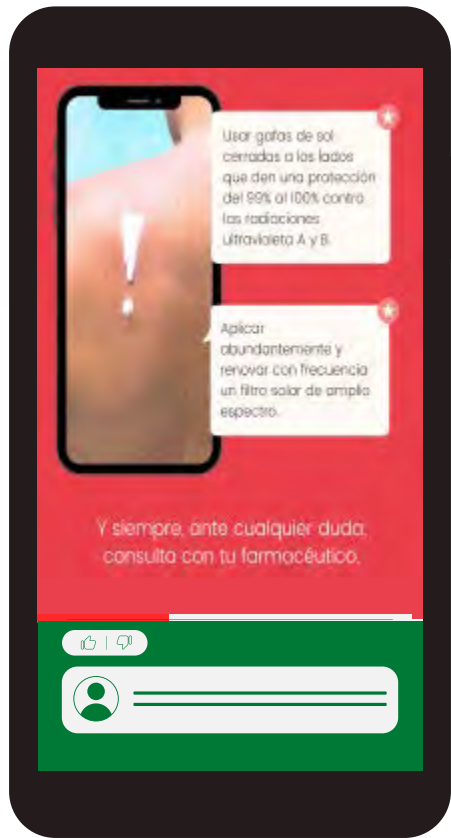 Usar gafas de sol
cerradas a los lados
que den una protección
del 99% al 100% contra
las radiaciones
ultravioleta A y B.
Aplicar
abundantemente y
renovar con frecuencia
un filtro solar de amplio
espectro.
Y siempre, ante cualquier duda,
consulta con tu farmacéutico.